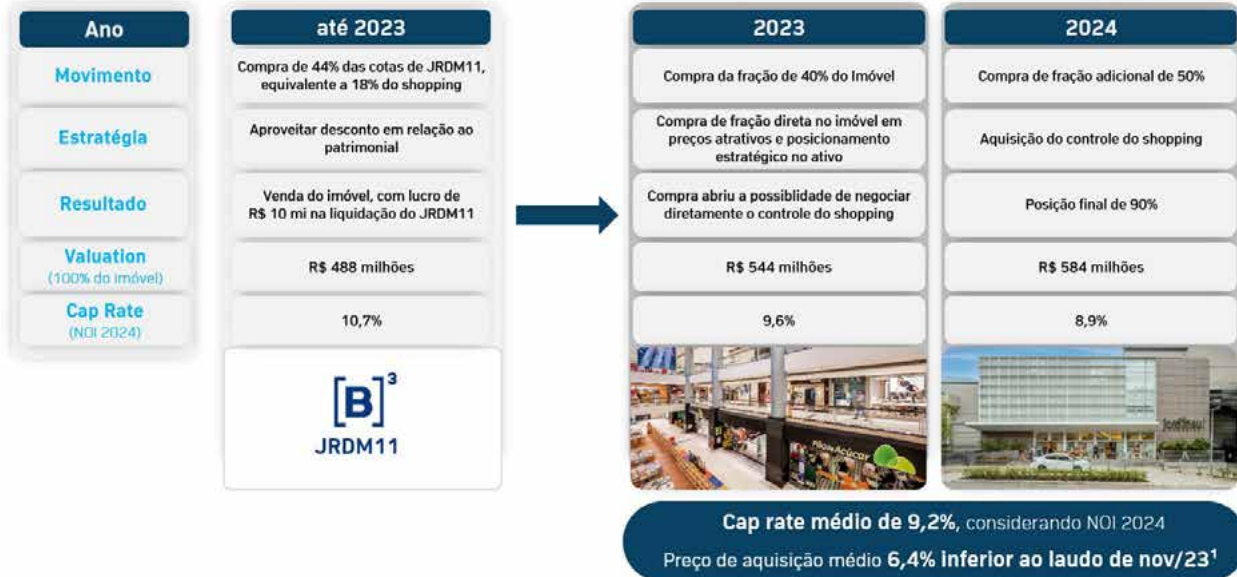 Ano
até 2023
2023
2024
Movimento
Compra de 44% das cotas de JRDM11,
equivalente a 18% do shopping
Compra da fração de 40% do Imóvel
Compra de fração adicional de 50%
Estratégia
Aproveitar desconto em relação ao
patrimonial
Compra de fração direta no imóvel em
preços atrativos e posicionamento
estratégico no ativo
Aquisição do controle do shopping
Resultado
Venda do imóvel, com lucro de
R$ 10 mi na liquidação do JRDM11
Compra abriu a possiblidade de negociar
diretamente o controle do shopping
Posição final de 90%
Valuation
(100% do imóvel)
R$ 488 milhões
R$ 544 milhões
R$ 584 milhões
Cap Rate
(NOI 2024)
10,7%
9,6%
8,9%
[B]³
JRDM11
Pão de Açúcar
Cap rate médio de 9,2%, considerando NOI 2024
Preço de aquisição médio 6,4% inferior ao laudo de nov/23¹